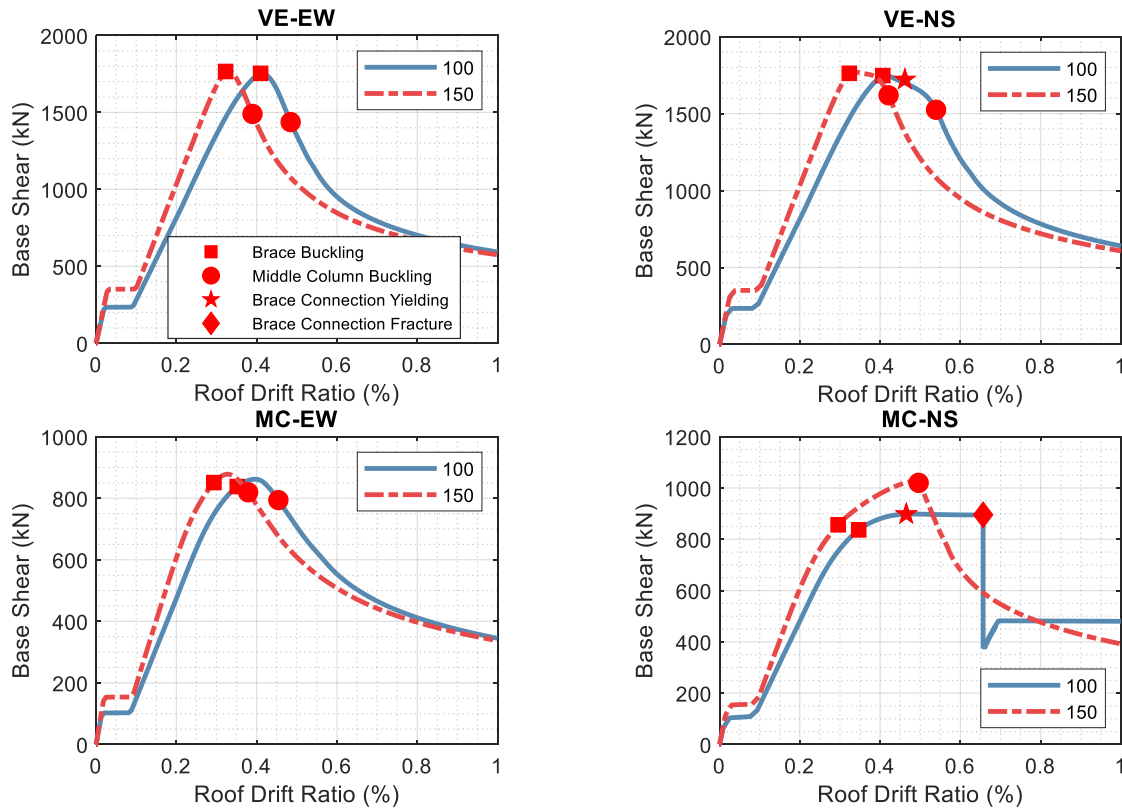 VE-EW
2000
1500
1000
500
0
Base Shear (kN)
100
150
Brace Buckling
Middle Column Buckling
Brace Connection Yielding
Brace Connection Fracture
0 0.2 0.4 0.6 0.8 1
Roof Drift Ratio (%)
VE-NS
2000
1500
1000
500
0
Base Shear (kN)
100
150
0 0.2 0.4 0.6 0.8 1
Roof Drift Ratio (%)
MC-EW
1000
800
600
400
200
0
Base Shear (kN)
100
150
0 0.2 0.4 0.6 0.8 1
Roof Drift Ratio (%)
MC-NS
1200
1000
800
600
400
200
0
Base Shear (kN)
100
150
0 0.2 0.4 0.6 0.8 1
Roof Drift Ratio (%)